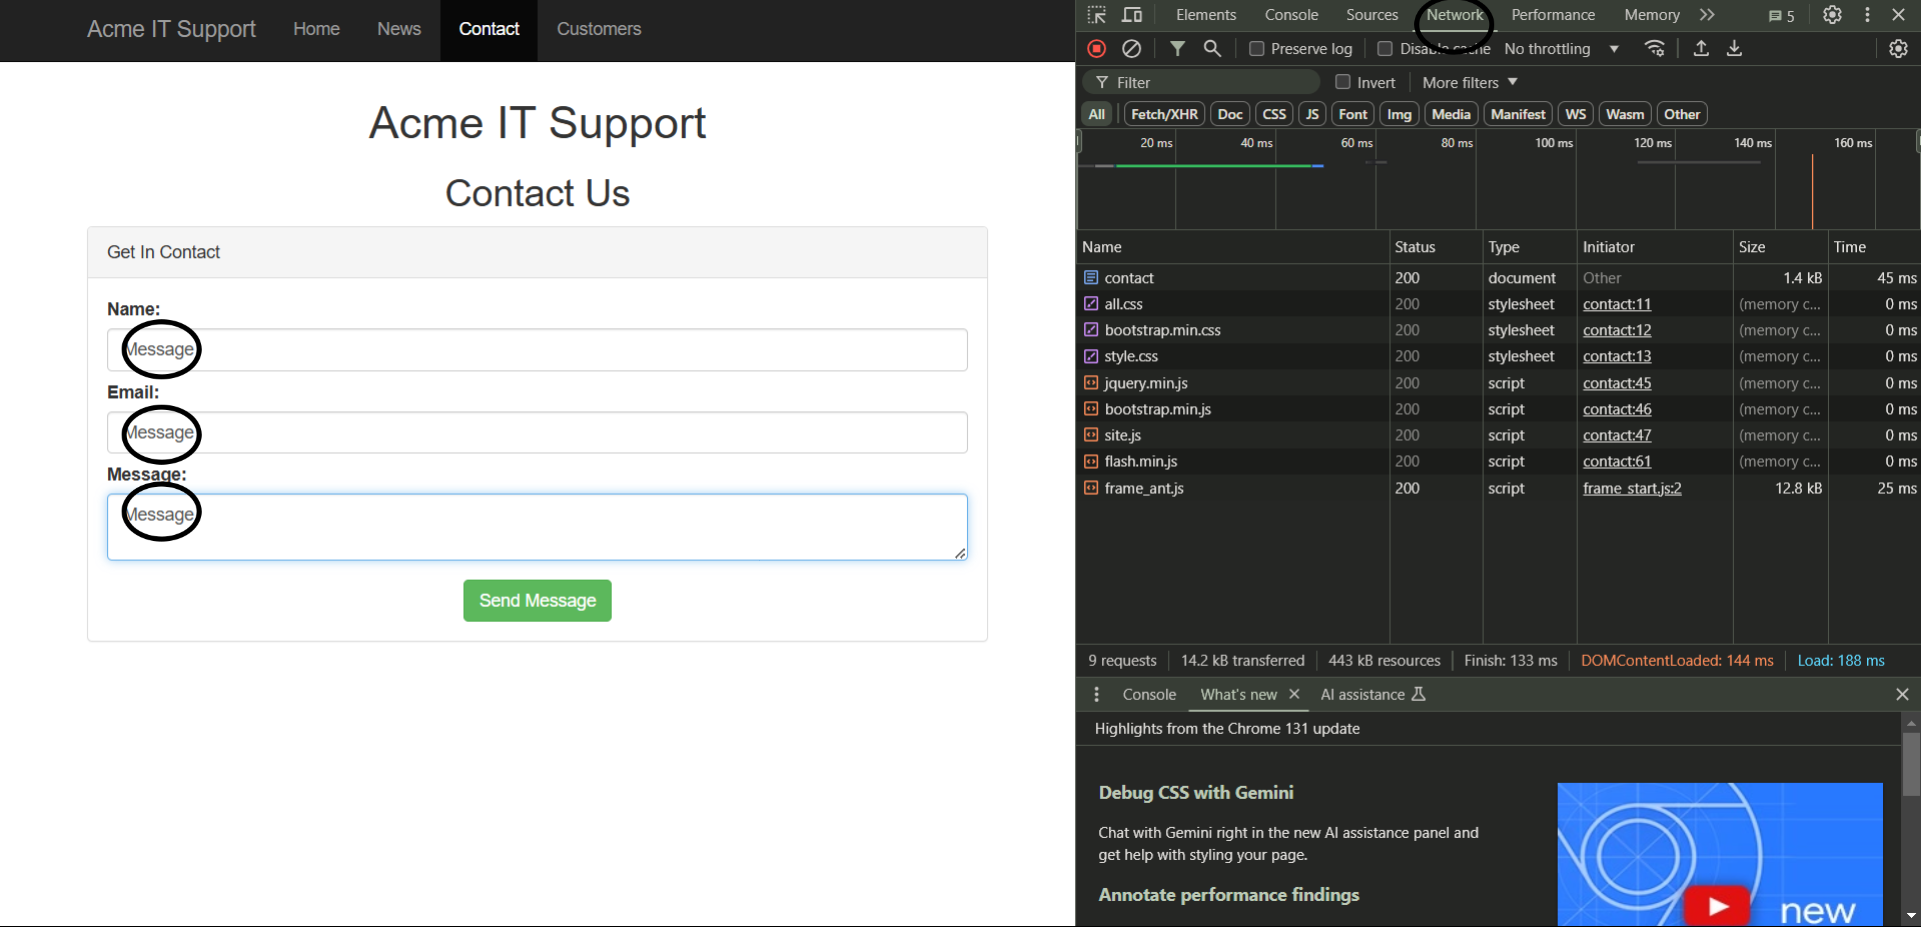 Acme IT Support Home News Contact Customers
Acme IT Support
Contact Us
Get In Contact
Name:
Message
Email:
Message
Message:
Message
Send Message
Elements Console Sources Network Performance Memory 5
Preserve log Disable cache No throttling
Filter Invert More filters
All Fetch/XHR Doc CSS JS Font Img Media Manifest WS Wasm Other
20 ms 40 ms 60 ms 80 ms 100 ms 120 ms 140 ms 160 ms
Name Status Type Initiator Size Time
contact 200 document Other 1.4 kB 45 ms
all.css 200 stylesheet contact:11 (memory c... 0 ms
bootstrap.min.css 200 stylesheet contact:12 (memory c... 0 ms
style.css 200 stylesheet contact:13 (memory c... 0 ms
jquery.min.js 200 script contact:45 (memory c... 0 ms
bootstrap.min.js 200 script contact:46 (memory c... 0 ms
site.js 200 script contact:47 (memory c... 0 ms
flash.min.js 200 script contact:61 (memory c... 0 ms
frame_ant.js 200 script frame_start.js:2 12.8 kB 25 ms
9 requests 14.2 kB transferred 443 kB resources Finish: 133 ms DOMContentLoaded: 144 ms Load: 188 ms
Console What's new AI assistance
Highlights from the Chrome 131 update
Debug CSS with Gemini
Chat with Gemini right in the new AI assistance panel and
get help with styling your page.
Annotate performance findings
new